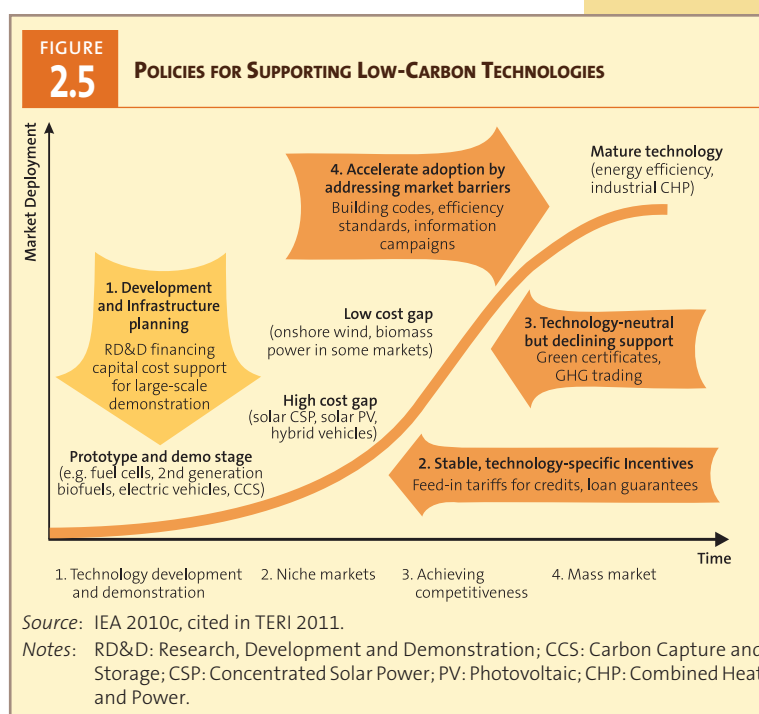 FIGURE
2.5
POLICIES FOR SUPPORTING LOW-CARBON TECHNOLOGIES
Market Deployment
4. Accelerate adoption by
addressing market barriers
Building codes, efficiency
standards, information
campaigns
Mature technology
(energy efficiency,
industrial CHP)
1. Development
and Infrastructure
planning
RD&D financing
capital cost support
for large-scale
demonstration
Low cost gap
(onshore wind, biomass
power in some markets)
3. Technology-neutral
but declining support
Green certificates,
GHG trading
High cost gap
(solar CSP, solar PV,
hybrid vehicles)
Prototype and demo stage
(e.g. fuel cells, 2nd generation
biofuels, electric vehicles, CCS)
2. Stable, technology-specific Incentives
Feed-in tariffs for credits, loan guarantees
Time
1. Technology development
and demonstration
2. Niche markets
3. Achieving
competitiveness
4. Mass market
Source: IEA 2010c, cited in TERI 2011.
Notes: RD&D: Research, Development and Demonstration; CCS: Carbon Capture and
Storage; CSP: Concentrated Solar Power; PV: Photovoltaic; CHP: Combined Heat
and Power.